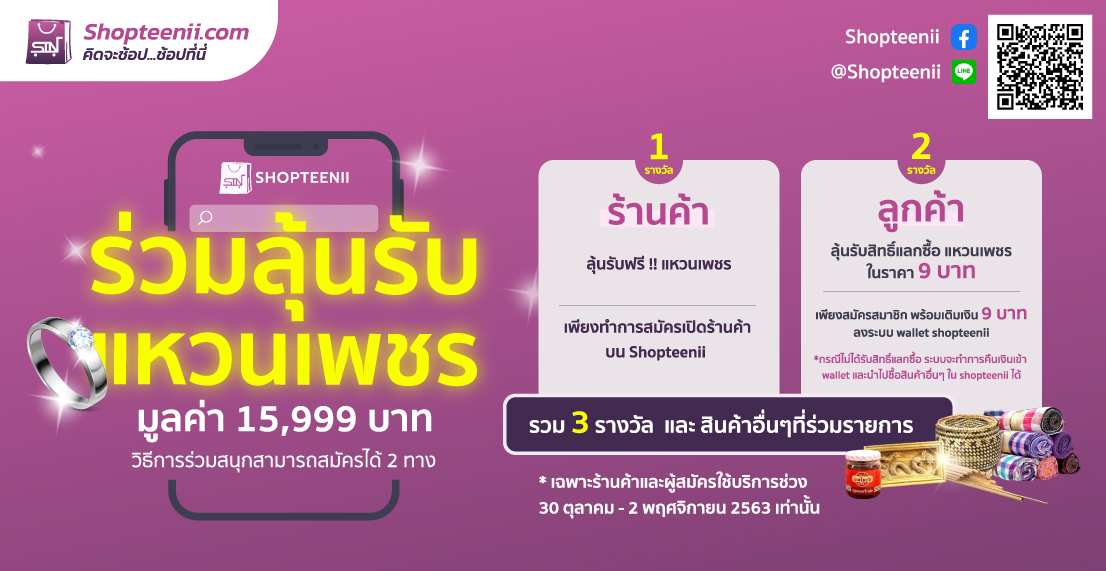 Shopteenii.com
คิดจะช้อป...ช้อปที่นี่
STN
Shopteenii
@Shopteenii
LINE
STN SHOPTEENII
ร่วมลุ้นรับ
แหวนเพชร
มูลค่า 15,999 บาท
วิธีการร่วมสนุกสามารถสมัครได้ 2 ทาง
1
รางวัล
ร้านค้า
ลุ้นรับฟรี !! แหวนเพชร
เพียงทำการสมัครเปิดร้านค้า
บน Shopteenii
2
รางวัล
ลูกค้า
ลุ้นรับสิทธิ์แลกซื้อ แหวนเพชร
ในราคา 9 บาท
เพียงสมัครสมาชิก พร้อมเติมเงิน 9 บาท
ลงระบบ wallet shopteenii
*กรณีไม่ได้รับสิทธิ์แลกซื้อ ระบบจะทำการคืนเงินเข้า
wallet และนำไปซื้อสินค้าอื่นๆ ใน shopteenii ได้
รวม 3 รางวัล และ สินค้าอื่นๆที่ร่วมรายการ
* เฉพาะร้านค้าและผู้สมัครใช้บริการช่วง
30 ตุลาคม - 2 พฤศจิกายน 2563 เท่านั้น